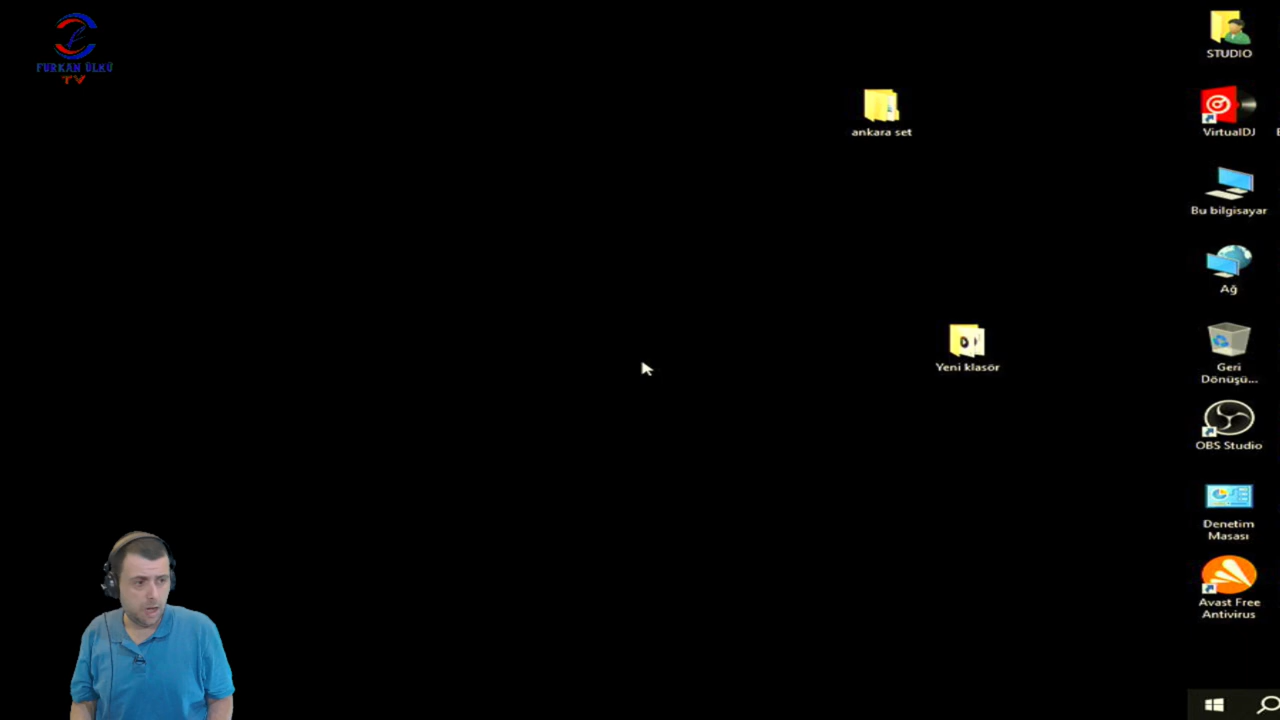 FURKAN ÜLKÜ
TV
STUDIO
ankara set
VirtualDJ
Bu bilgisayar
Ağ
Yeni klasör
Geri
Dönüşü...
OBS Studio
Denetim
Masası
Avast Free
Antivirus